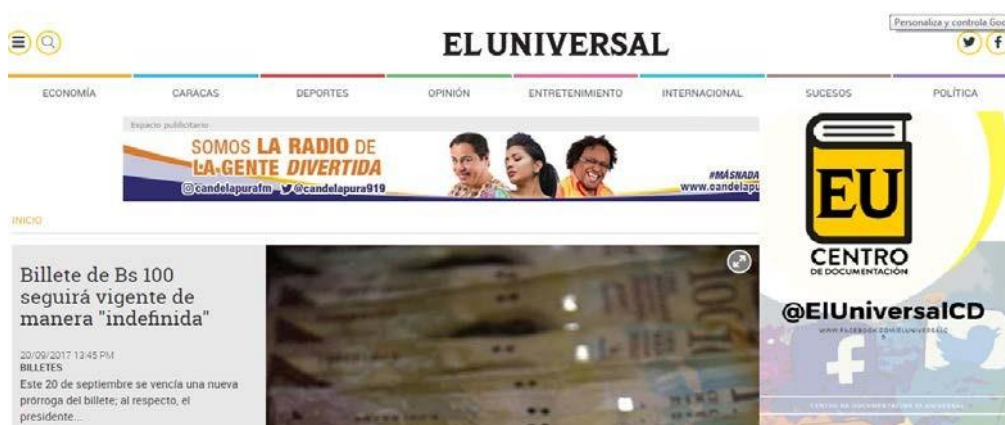 Personaliza y controla Goo
EL UNIVERSAL
ECONOMÍA
CARACAS
DEPORTES
OPINIÓN
ENTRETENIMIENTO
INTERNACIONAL
SUCESOS
POLÍTICA
Espacio publicitario
SOMOS LA RADIO DE
LA GENTE DIVERTIDA
@candelapurafm @candelapura919
#MÁSNADA
www.candelapu
EU
CENTRO
DE DOCUMENTACIÓN
@ElUniversalCD
INICIO
Billete de Bs 100
seguirá vigente de
manera "indefinida"
20/09/2017 13:45 PM
BILLETES
Este 20 de septiembre se vencía una nueva
prórroga del billete; al respecto, el
presidente...
100